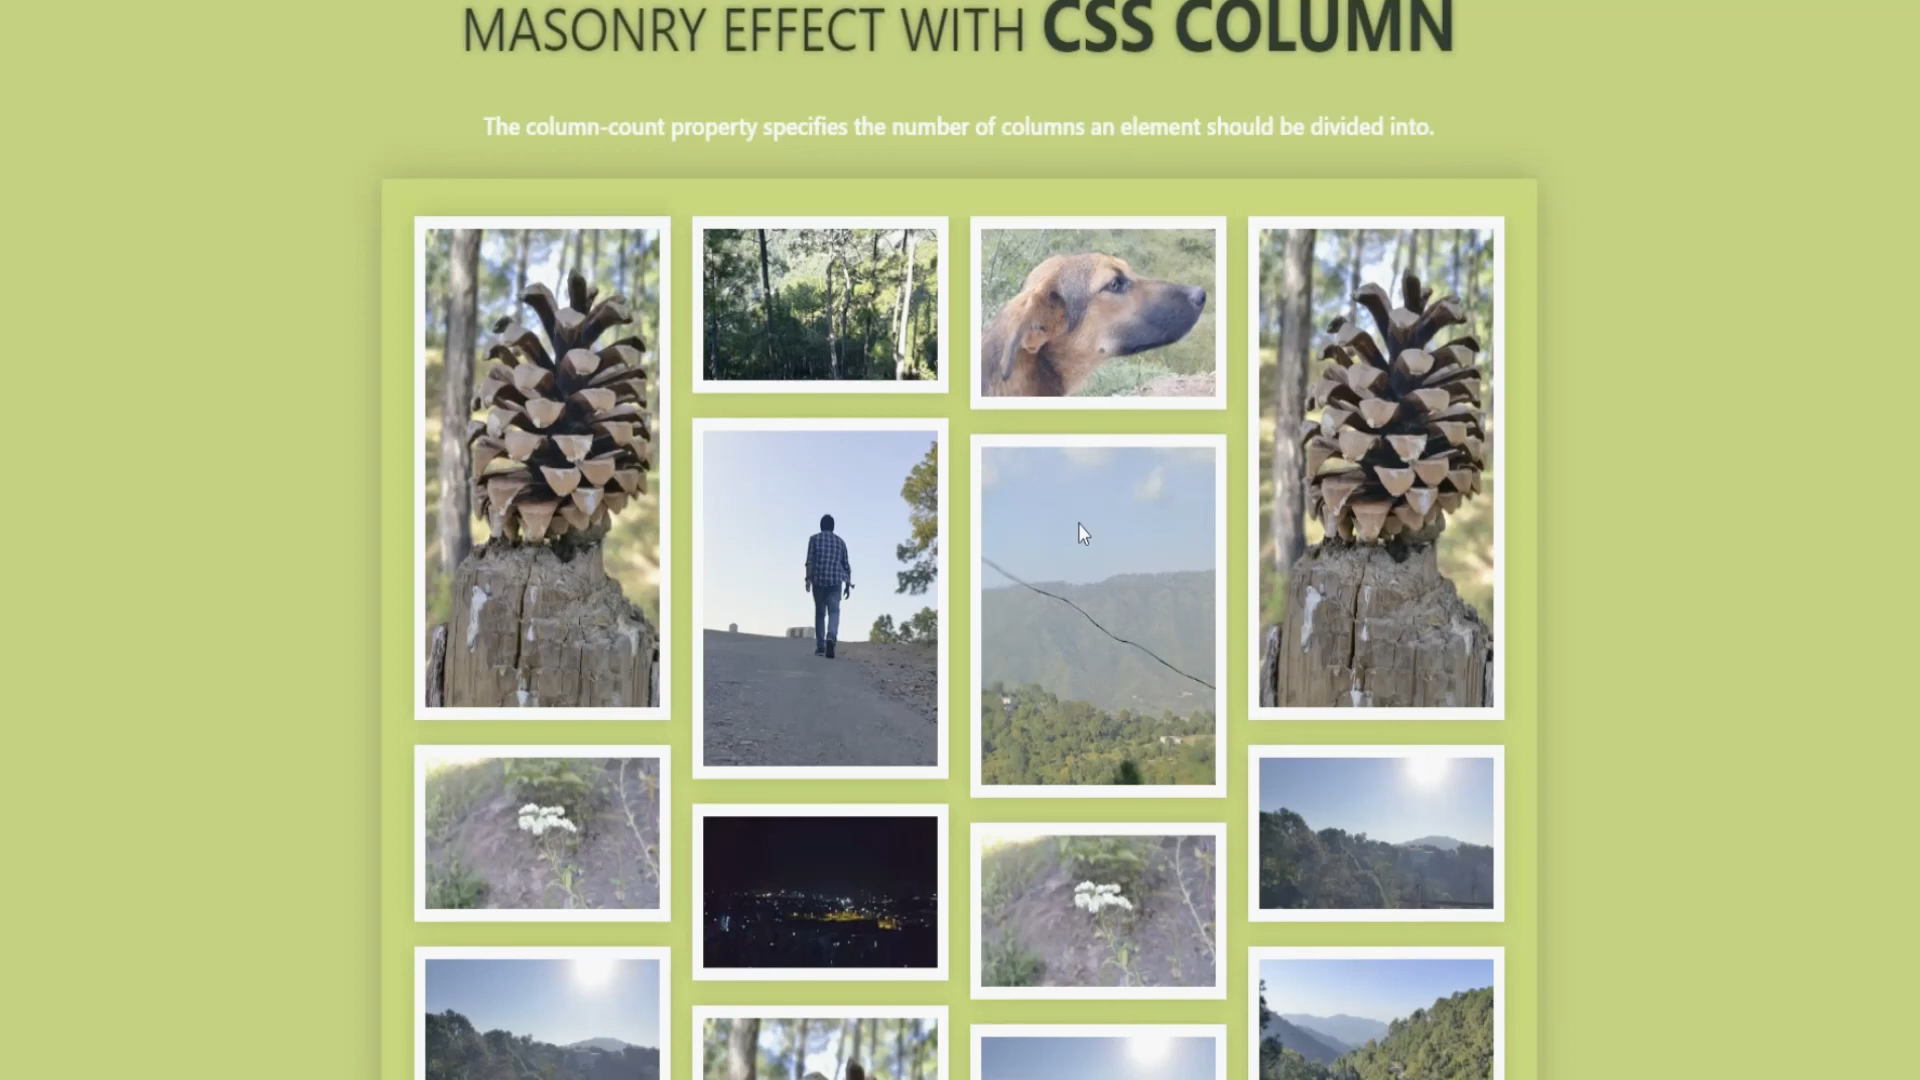 MASONRY EFFECT WITH CSS COLUMN
The column-count property specifies the number of columns an element should be divided into.